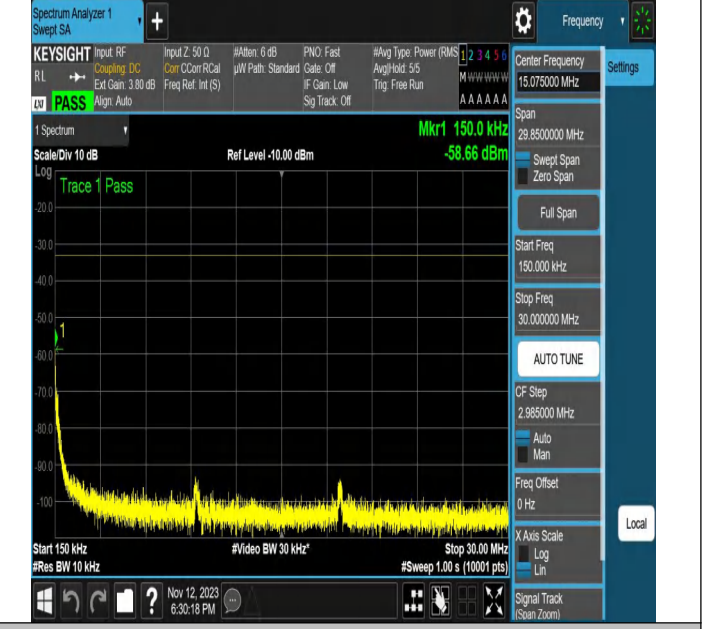 Spectrum Analyzer 1
Swept SA
+
Frequency
KEYSIGHT
RL
LXI
PASS
Input: RF
Coupling: DC
Ext Gain: 3.80 dB
Align: Auto
Input Z: 50 Ω
Corr CCorr RCal
Freq Ref: Int (S)
#Atten: 6 dB
µW Path: Standard
PNO: Fast
Gate: Off
IF Gain: Low
Sig Track: Off
#Avg Type: Power (RMS
Avg|Hold: 5/5
Trig: Free Run
1 2 3 4 5 6
M W W W W W
A A A A A A
1 Spectrum
Scale/Div 10 dB
Ref Level -10.00 dBm
Mkr1 150.0 kHz
-58.66 dBm
Log
Trace 1 Pass
-20.0
-30.0
-40.0
-50.0
1
-60.0
-70.0
-80.0
-90.0
-100
Start 150 kHz
#Video BW 30 kHz*
Stop 30.00 MHz
#Res BW 10 kHz
#Sweep 1.00 s (10001 pts)
?
Nov 12, 2023
6:30:18 PM
Center Frequency
15.075000 MHz
Settings
Span
29.8500000 MHz
Swept Span
Zero Span
Full Span
Start Freq
150.000 kHz
Stop Freq
30.000000 MHz
AUTO TUNE
CF Step
2.985000 MHz
Auto
Man
Freq Offset
0 Hz
Local
X Axis Scale
Log
Lin
Signal Track
(Span Zoom)